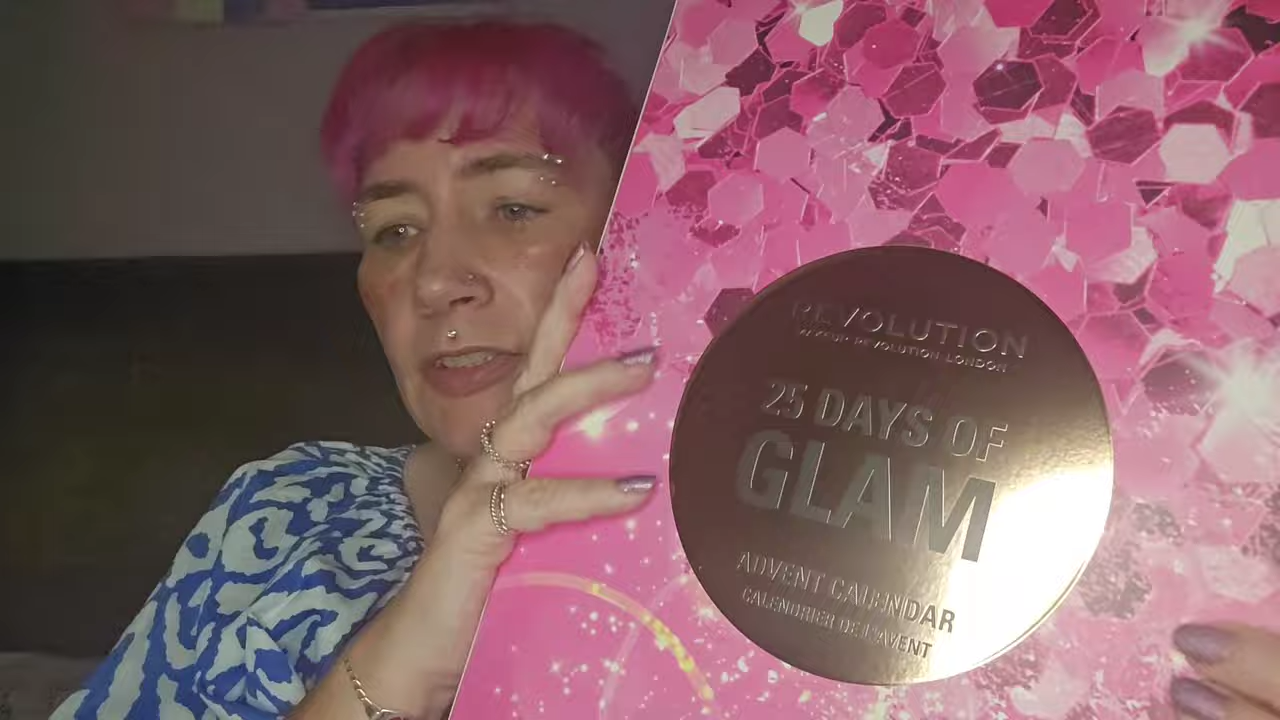 REVOLUTION
MAKEUP REVOLUTION LONDON
25 DAYS OF
GLAM
ADVENT CALENDAR
CALENDRIER DE L'AVENT